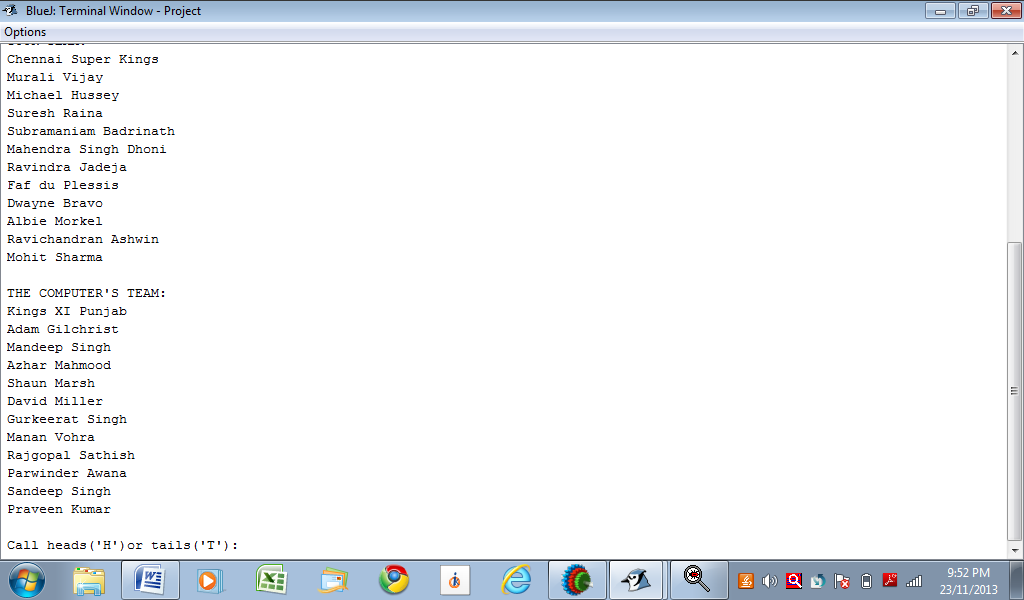 BlueJ: Terminal Window - Project
Options
Chennai Super Kings
Murali Vijay
Michael Hussey
Suresh Raina
Subramaniam Badrinath
Mahendra Singh Dhoni
Ravindra Jadeja
Faf du Plessis
Dwayne Bravo
Albie Morkel
Ravichandran Ashwin
Mohit Sharma
THE COMPUTER'S TEAM:
Kings XI Punjab
Adam Gilchrist
Mandeep Singh
Azhar Mahmood
Shaun Marsh
David Miller
Gurkeerat Singh
Manan Vohra
Rajgopal Sathish
Parwinder Awana
Sandeep Singh
Praveen Kumar
Call heads('H')or tails('T'):
9:52 PM
23/11/2013